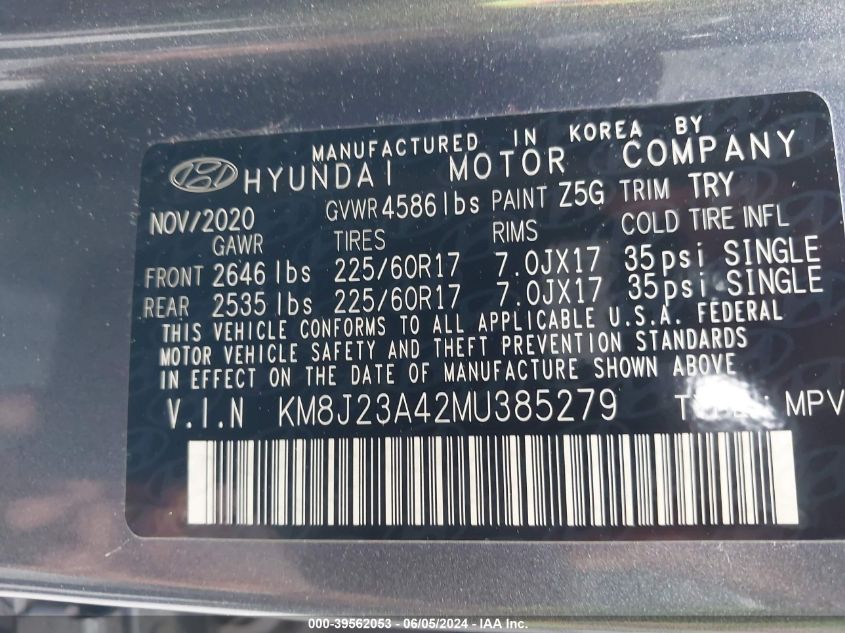 MANUFACTURED IN KOREA BY
HYUNDAI MOTOR COMPANY
NOV/2020 GVWR 4586 lbs PAINT Z5G TRIM TRY
GAWR TIRES RIMS COLD TIRE INFL
FRONT 2646 lbs 225/60R17 7.0JX17 35 psi SINGLE
REAR 2535 lbs 225/60R17 7.0JX17 35 psi SINGLE
THIS VEHICLE CONFORMS TO ALL APPLICABLE U.S.A. FEDERAL
MOTOR VEHICLE SAFETY AND THEFT PREVENTION STANDARDS
IN EFFECT ON THE DATE OF MANUFACTURE SHOWN ABOVE
V.I.N KM8J23A42MU385279 : MPV
000-39562053 - 06/05/2024 - IAA Inc.